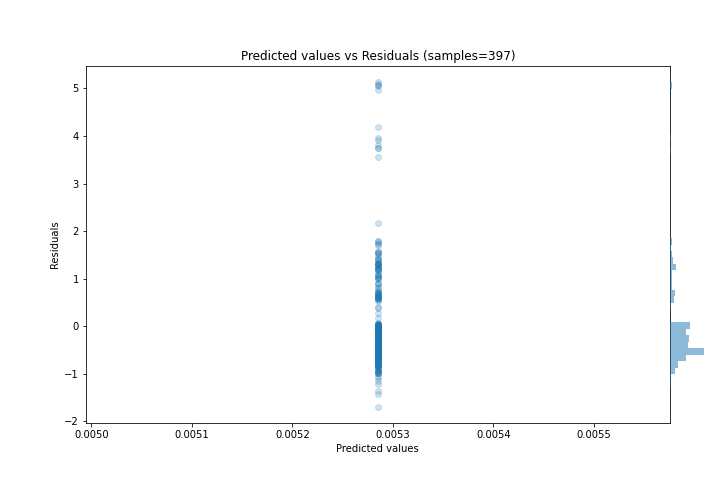 Predicted values vs Residuals (samples=397)
5
4
3
2
1
0
−1
−2
Residuals
0.0050 0.0051 0.0052 0.0053 0.0054 0.0055
Predicted values